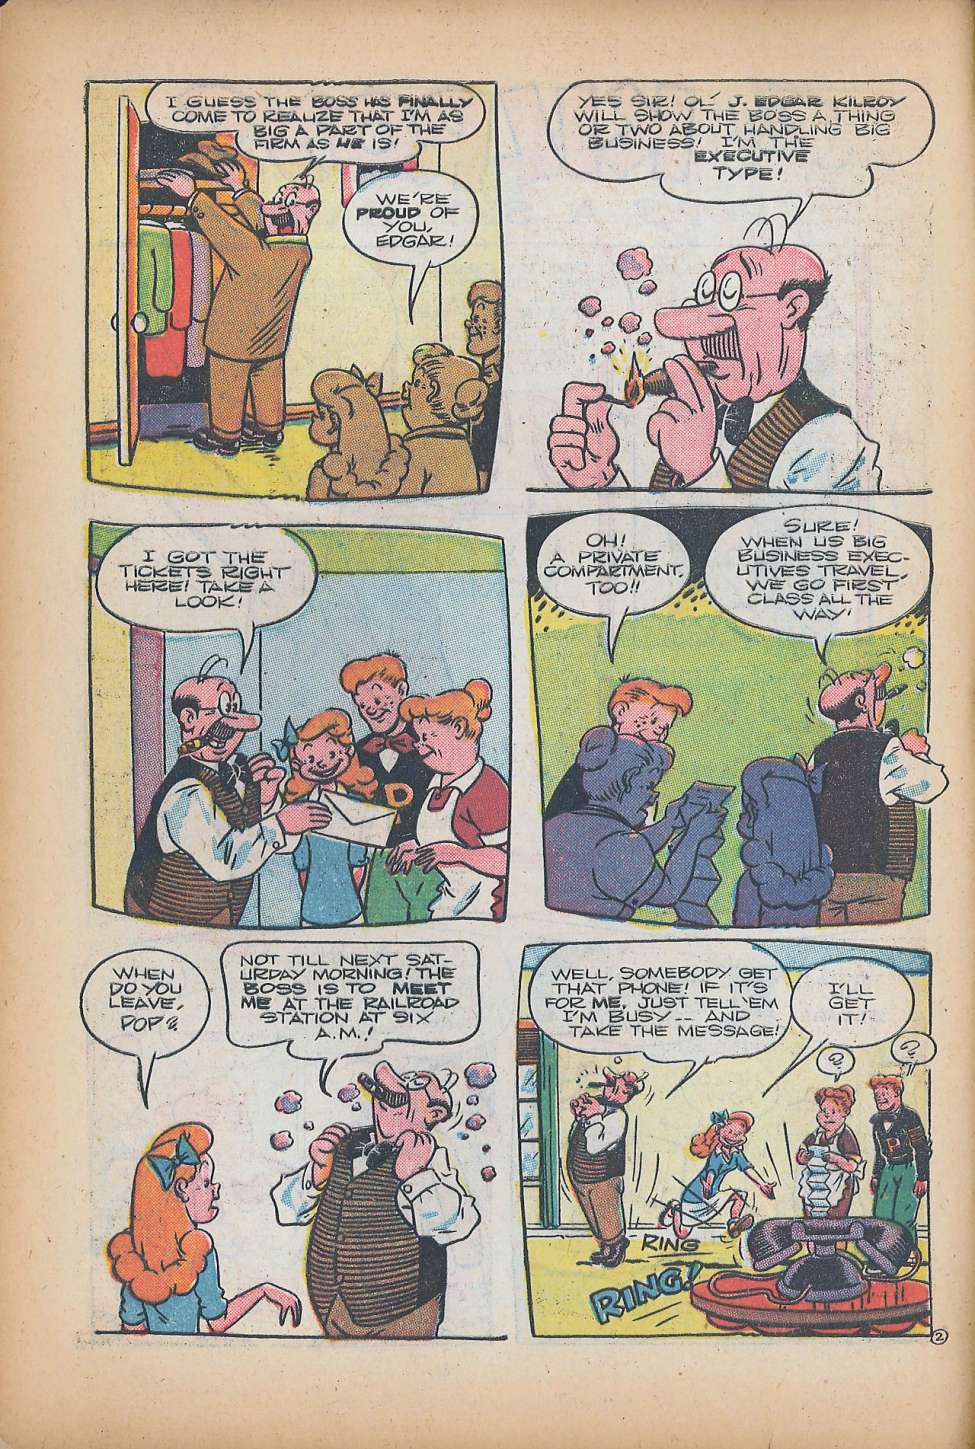 I GUESS THE BOSS HAS FINALLY
COME TO REALIZE THAT I'M AS
BIG A PART OF THE
FIRM AS HE IS!
WE'RE
PROUD OF
YOU,
EDGAR!
YES SIR! OL' J. EDGAR KILROY
WILL SHOW THE BOSS A THING
OR TWO ABOUT HANDLING BIG
BUSINESS! I'M THE
EXECUTIVE
TYPE!
I GOT THE
TICKETS RIGHT
HERE! TAKE A
LOOK!
OH!
A PRIVATE
COMPARTMENT,
TOO!!
SURE!
WHEN US BIG
BUSINESS EXEC-
UTIVES TRAVEL,
WE GO FIRST
CLASS ALL THE
WAY!
WHEN
DO YOU
LEAVE,
POP?
NOT TILL NEXT SAT-
URDAY MORNING! THE
BOSS IS TO MEET
ME AT THE RAILROAD
STATION AT SIX
A.M.!
WELL, SOMEBODY GET
THAT PHONE! IF IT'S
FOR ME, JUST TELL 'EM
I'M BUSY -- AND
TAKE THE MESSAGE!
I'LL
GET
IT!
?
?
R
RING
RING!
2